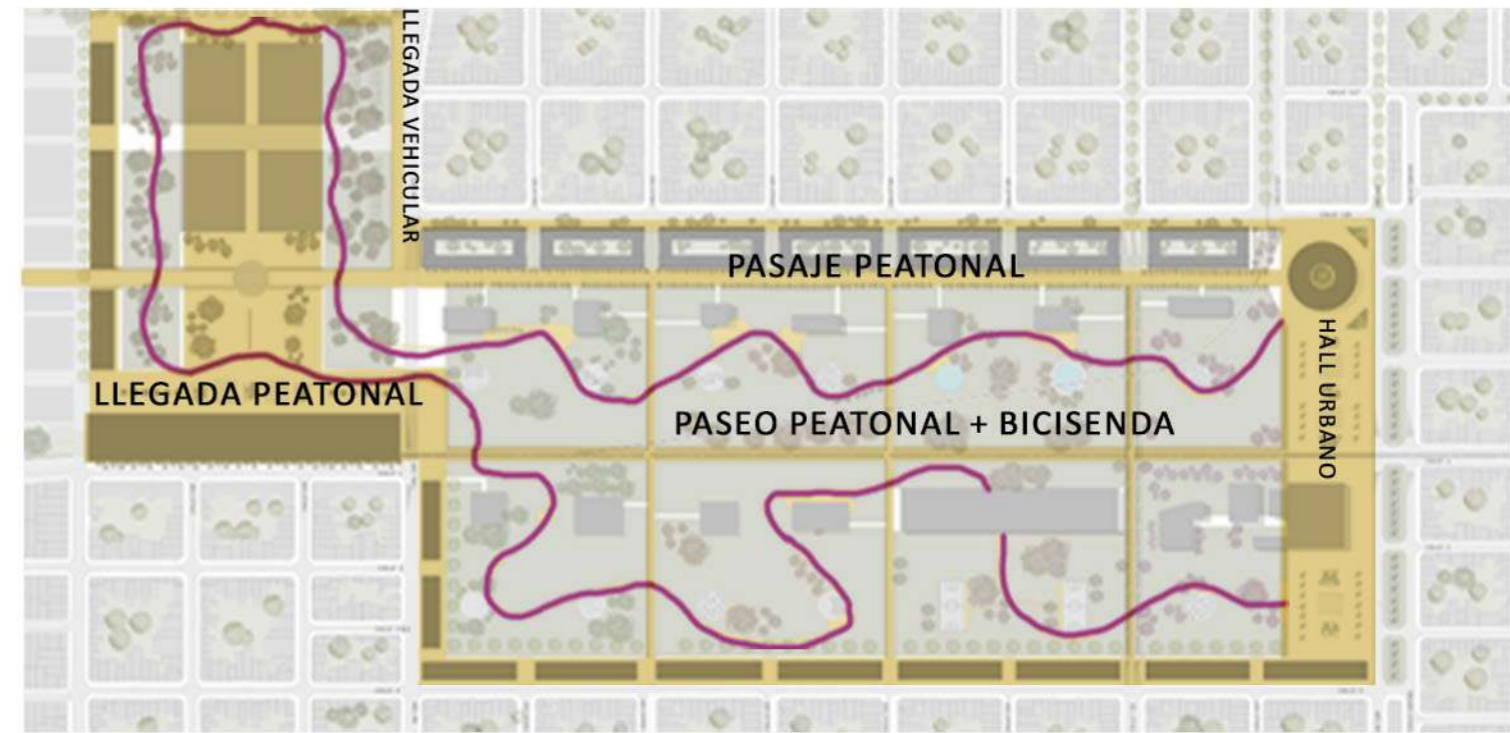 LLEGADA VEHICULAR
PASAJE PEATONAL
HALL URBANO
LLEGADA PEATONAL
PASEO PEATONAL + BICISENDA